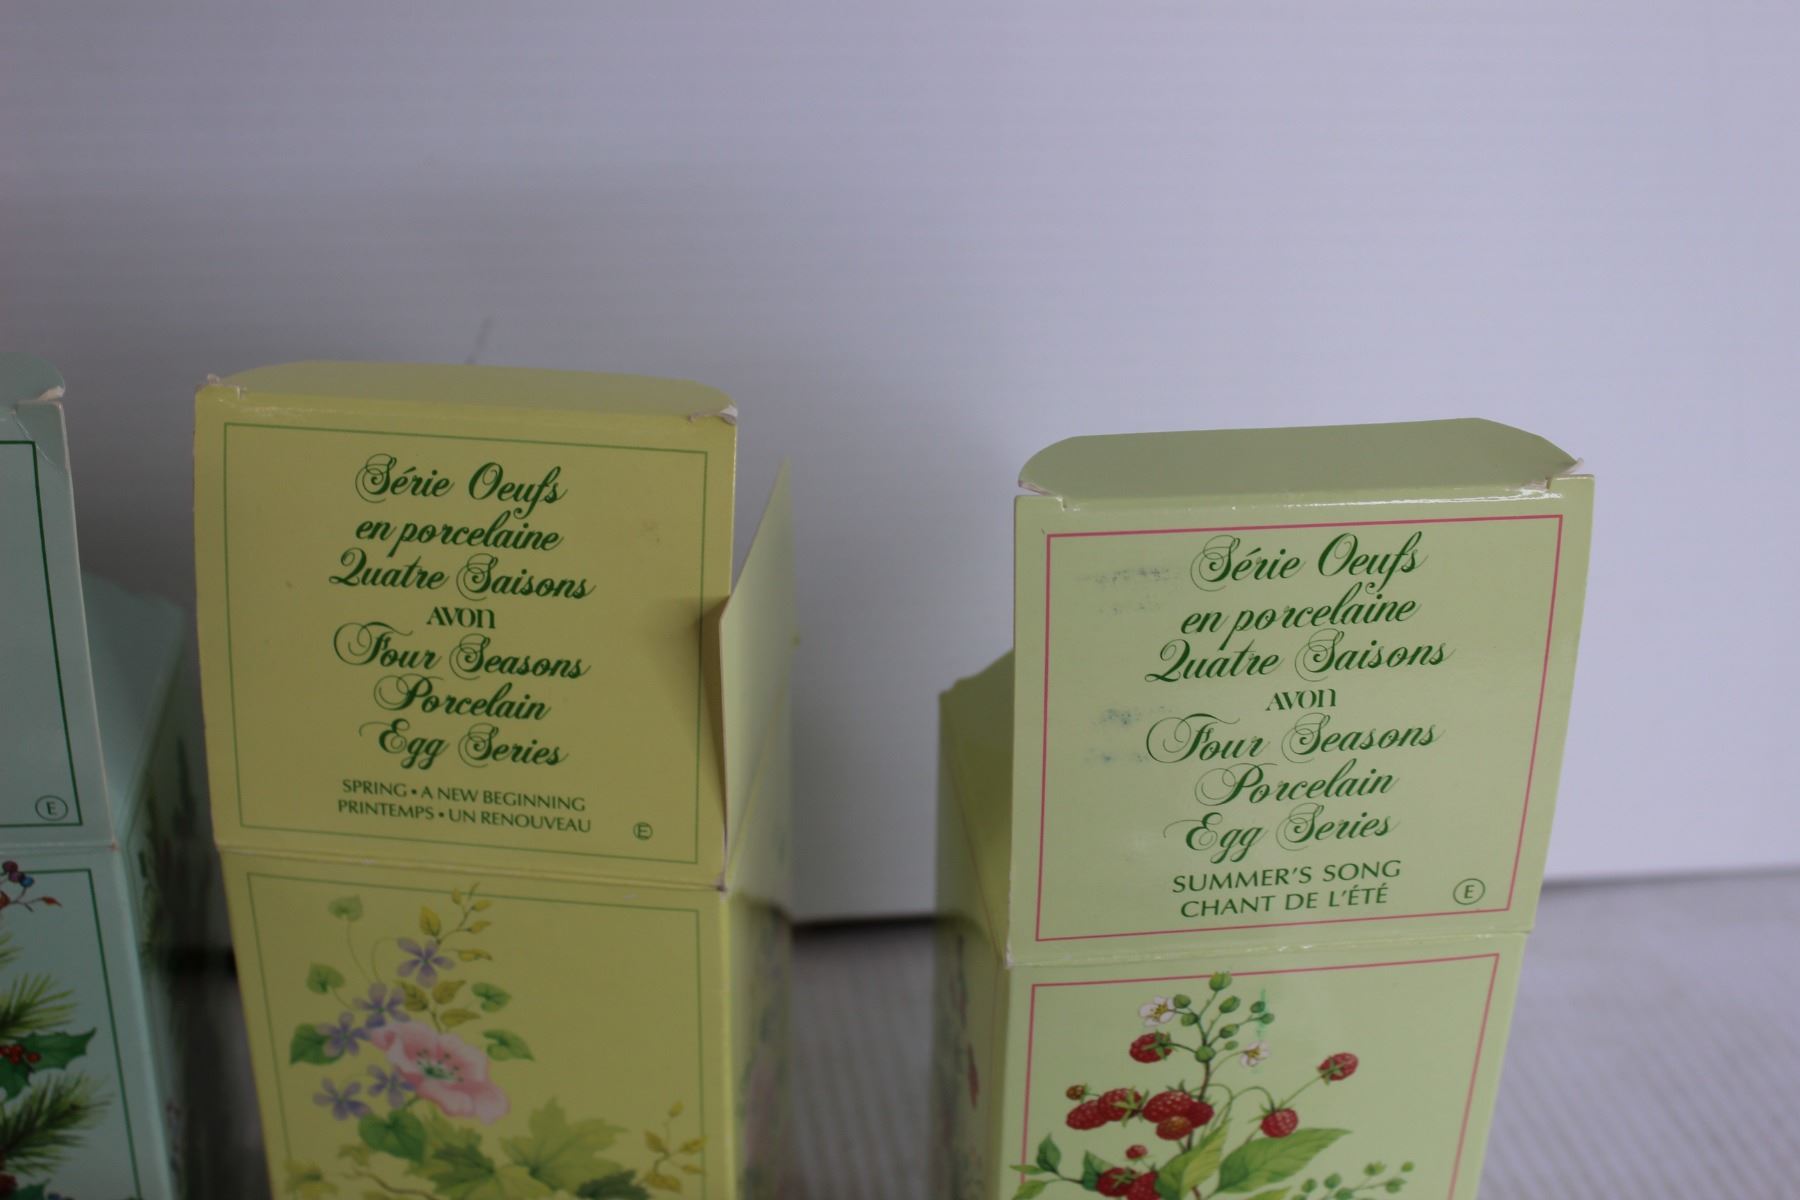 E
Série Oeufs
en porcelaine
Quatre Saisons
AVON
Four Seasons
Porcelain
Egg Series
SPRING • A NEW BEGINNING
PRINTEMPS • UN RENOUVEAU
E
Série Oeufs
en porcelaine
Quatre Saisons
AVON
Four Seasons
Porcelain
Egg Series
SUMMER'S SONG
CHANT DE L'ÉTÉ
E